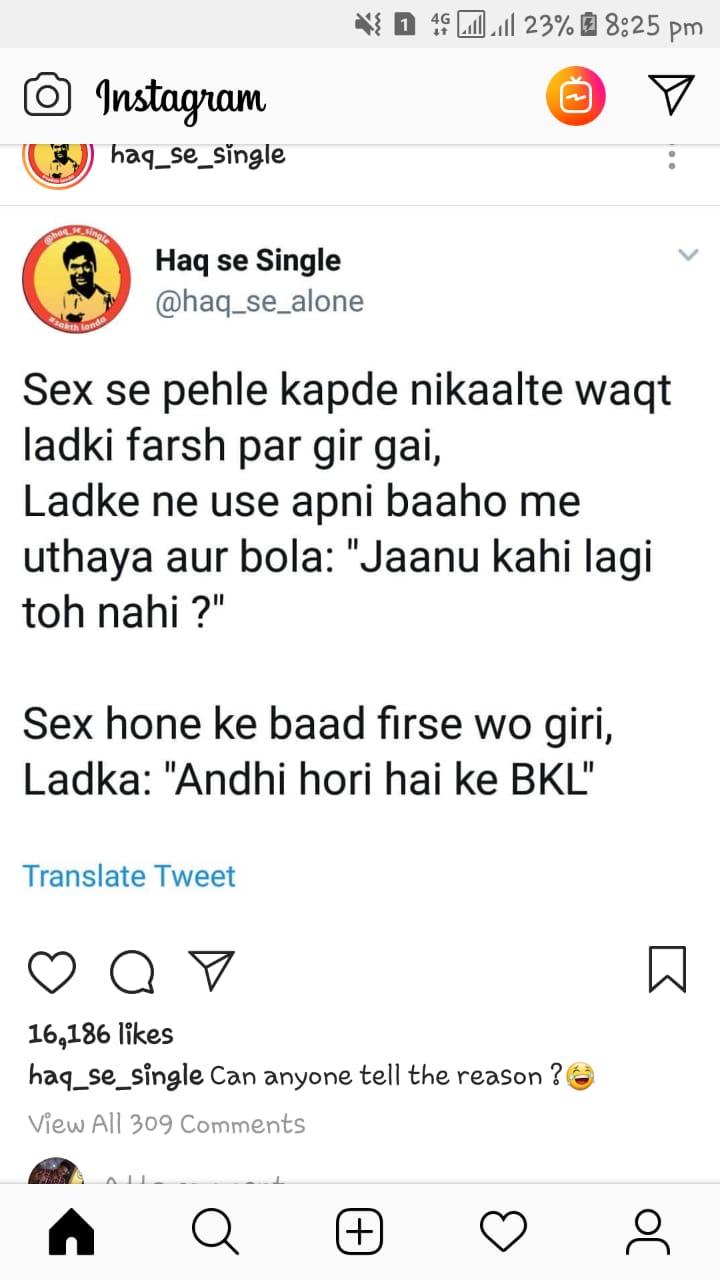 1 4G 23% 8:25 pm
Instagram
haq_se_single
@haq_se_single
Haq se Single
@haq_se_alone
#sakth londa
Sex se pehle kapde nikaalte waqt
ladki farsh par gir gai,
Ladke ne use apni baaho me
uthaya aur bola: "Jaanu kahi lagi
toh nahi ?"
Sex hone ke baad firse wo giri,
Ladka: "Andhi hori hai ke BKL"
Translate Tweet
16,186 likes
haq_se_single Can anyone tell the reason ?😂
View All 309 Comments